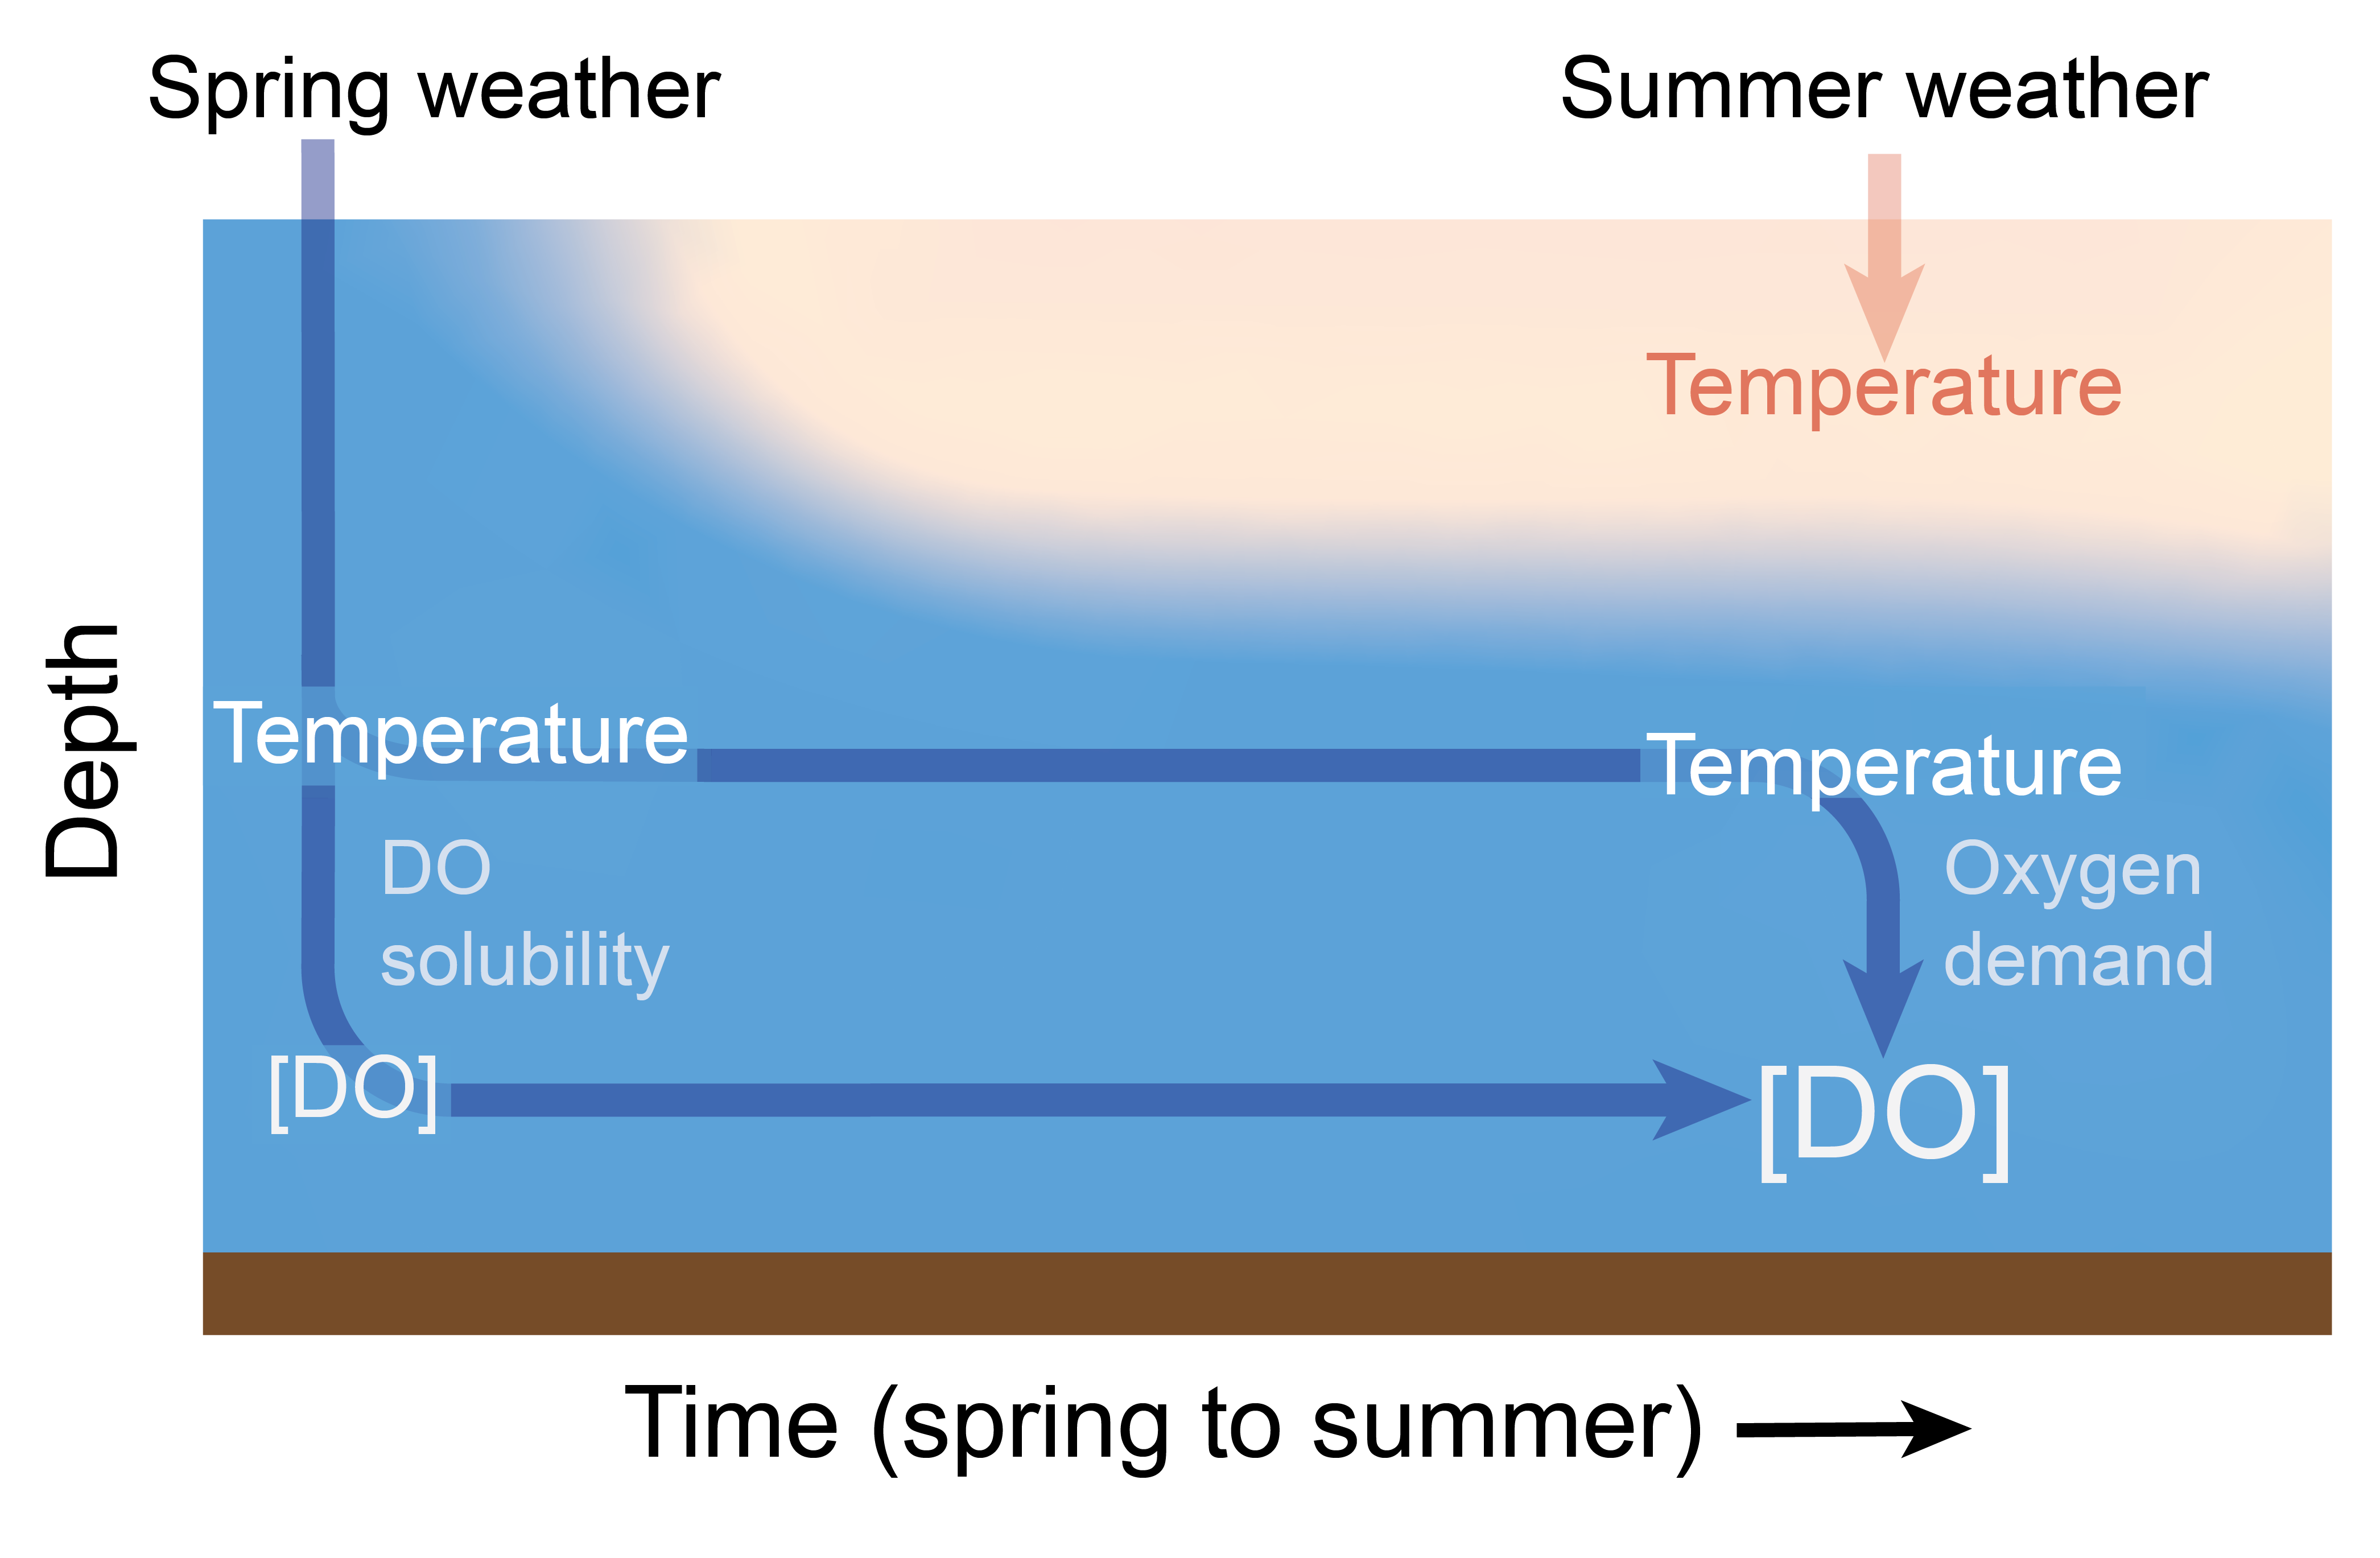 Spring weather
Summer weather
Temperature
Depth
Temperature
Temperature
DO
solubility
Oxygen
demand
[DO]
[DO]
Time (spring to summer)